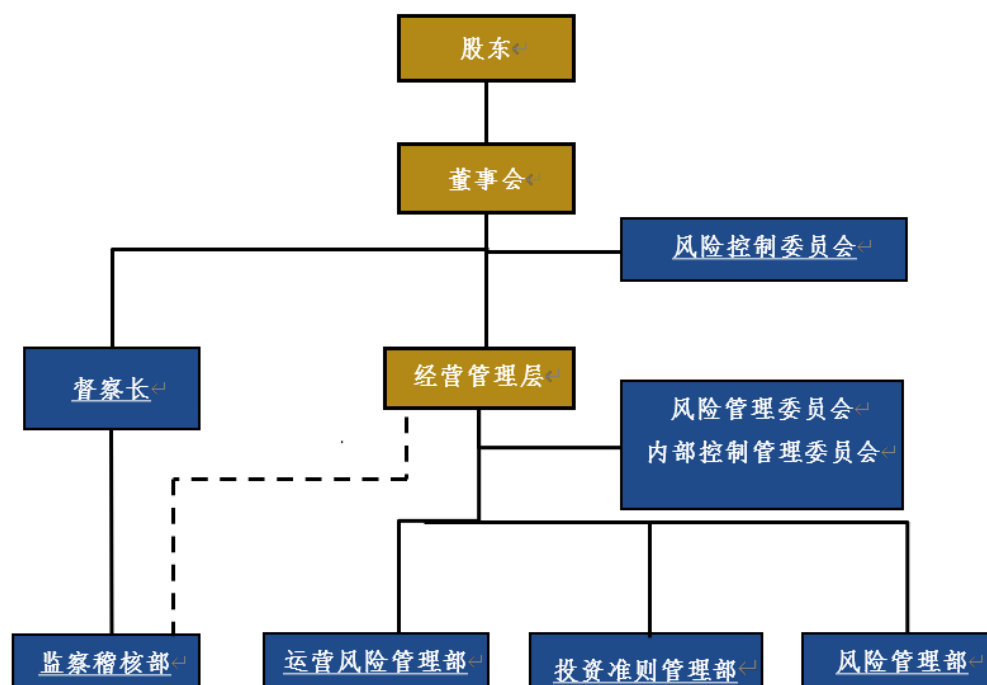 股东
董事会
风险控制委员会
督察长
经营管理层
风险管理委员会
内部控制管理委员会
监察稽核部
运营风险管理部
投资准则管理部
风险管理部